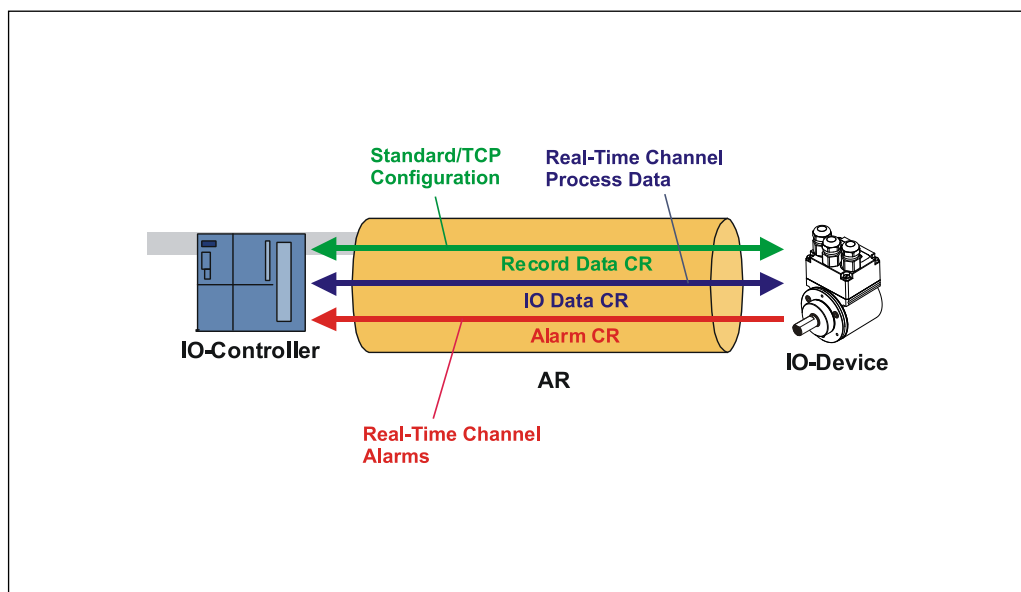 Standard/TCP
Configuration
Real-Time Channel
Process Data
Record Data CR
IO Data CR
Alarm CR
IO-Controller
IO-Device
AR
Real-Time Channel
Alarms